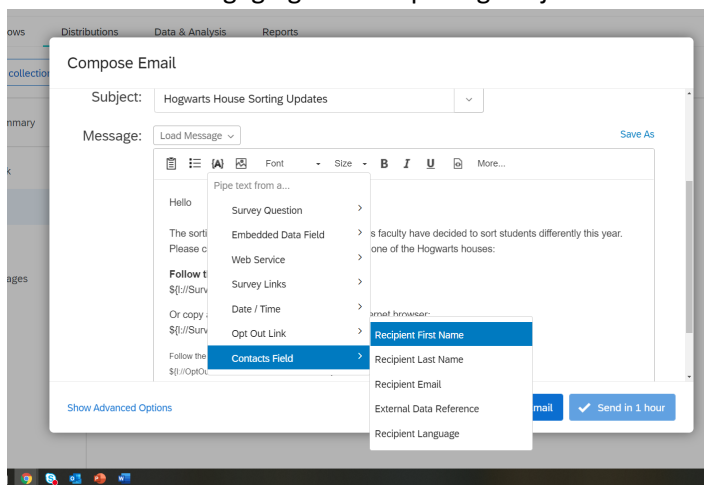 Distributions Data & Analysis Reports
Compose Email
collection
Subject: Hogwarts House Sorting Updates
Message: Load Message Save As
Font Size B I U More...
Pipe text from a...
Hello
Survey Question
The sorti
Embedded Data Field
s faculty have decided to sort students differently this year.
Please c
one of the Hogwarts houses:
Web Service
ages
Follow t
Survey Links
${l://Surv
Date / Time
Or copy
ernet browser:
${l://Surv
Opt Out Link
Recipient First Name
Follow the
Contacts Field
Recipient Last Name
${l://OptOu
Recipient Email
Show Advanced Options
External Data Reference
mail
Send in 1 hour
Recipient Language